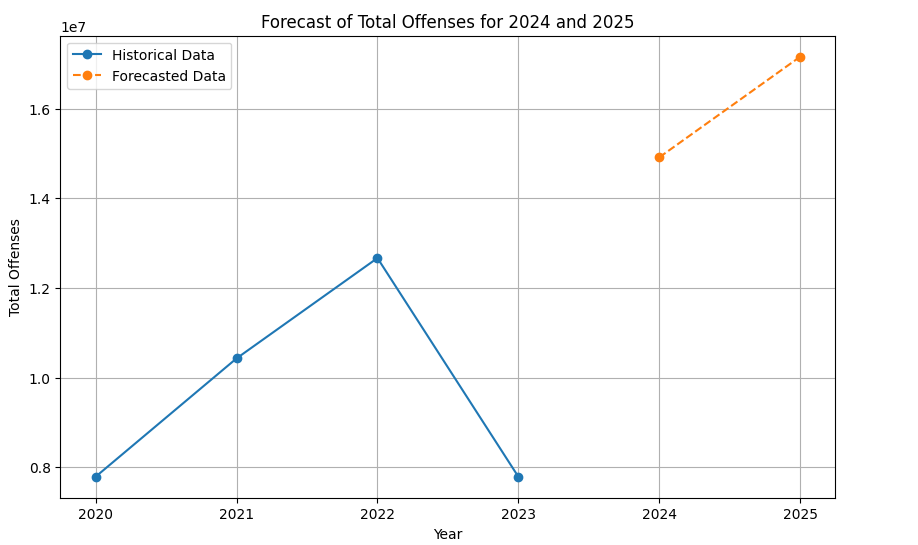 Forecast of Total Offenses for 2024 and 2025
1e7
Historical Data
Forecasted Data
1.6
1.4
1.2
1.0
0.8
Total Offenses
2020 2021 2022 2023 2024 2025
Year